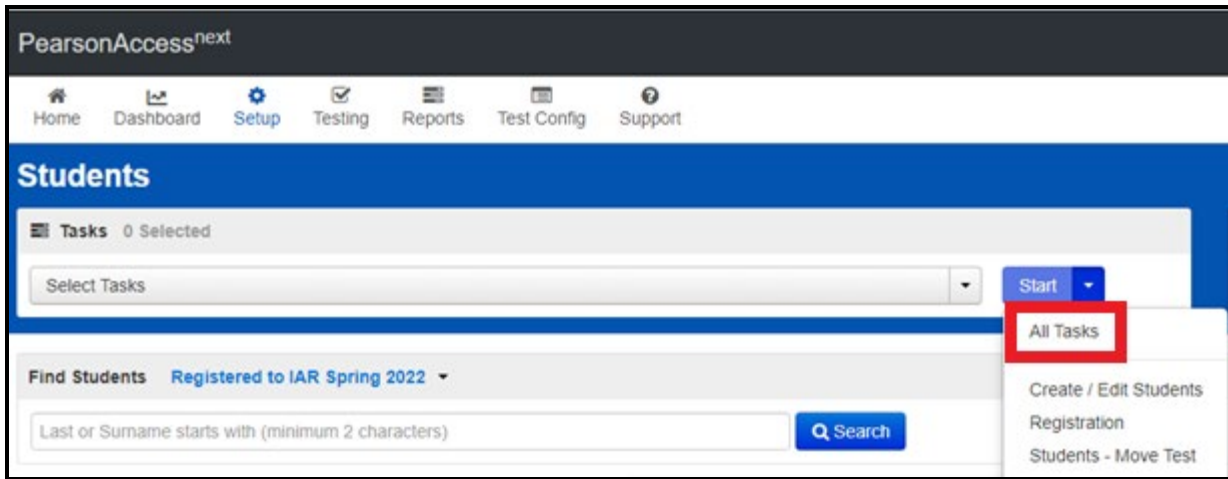 PearsonAccessnext
Home Dashboard Setup Testing Reports Test Config Support
Students
Tasks 0 Selected
Select Tasks
Start
All Tasks
Find Students Registered to IAR Spring 2022
Create / Edit Students
Last or Surname starts with (minimum 2 characters)
Search
Registration
Students - Move Test